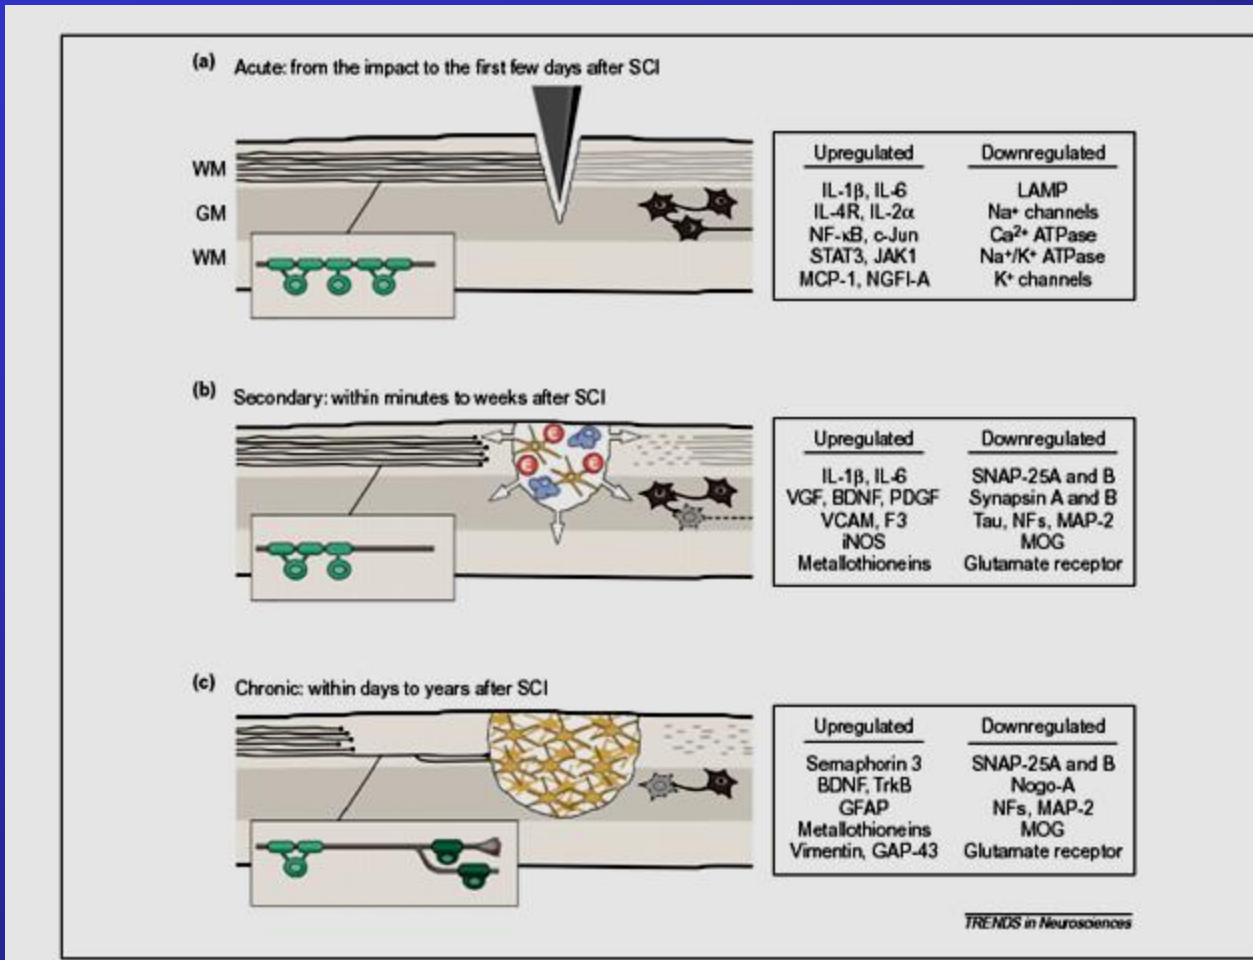 (a) Acute: from the impact to the first few days after SCI
WM
GM
WM
Upregulated Downregulated
IL-1β, IL-6 LAMP
IL-4R, IL-2α Na+ channels
NF-κB, c-Jun Ca2+ ATPase
STAT3, JAK1 Na+/K+ ATPase
MCP-1, NGFI-A K+ channels
(b) Secondary: within minutes to weeks after SCI
Upregulated Downregulated
IL-1β, IL-6 SNAP-25A and B
VGF, BDNF, PDGF Synapsin A and B
VCAM, F3 Tau, NFs, MAP-2
iNOS MOG
Metallothioneins Glutamate receptor
(c) Chronic: within days to years after SCI
Upregulated Downregulated
Semaphorin 3 SNAP-25A and B
BDNF, TrkB Nogo-A
GFAP NFs, MAP-2
Metallothioneins MOG
Vimentin, GAP-43 Glutamate receptor
TRENDS in Neurosciences